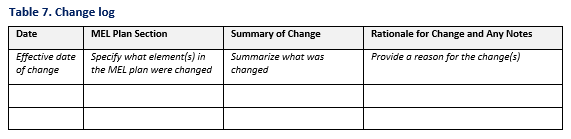 Table 7. Change log
Date MEL Plan Section Summary of Change Rationale for Change and Any Notes
Effective date Specify what element(s) in Summarize what was Provide a reason for the change(s)
of change the MEL plan were changed changed